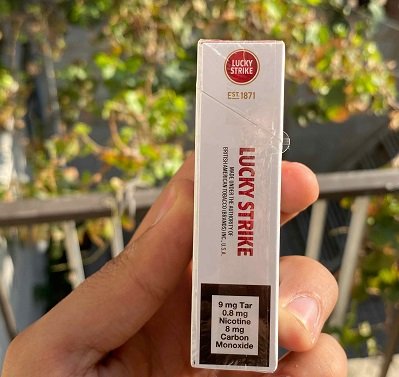 LUCKY
STRIKE
EST. 1871
LUCKY STRIKE
MADE UNDER THE AUTHORITY OF
BRITISH AMERICAN TOBACCO BRANDS INC., U.S.A.
9 mg Tar
0.8 mg
Nicotine
8 mg
Carbon
Monoxide